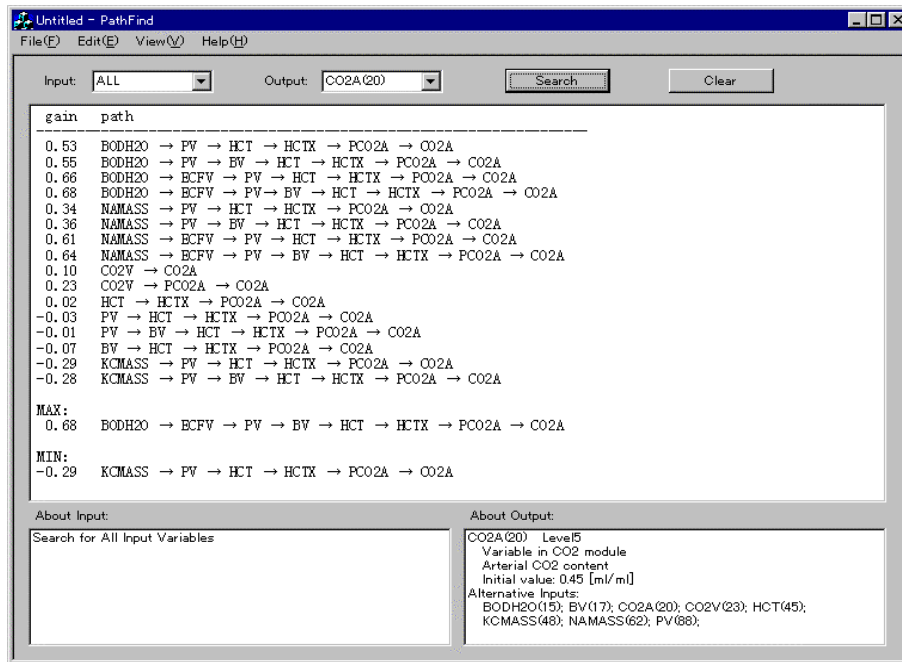 Untitled - PathFind
File(F) Edit(E) View(V) Help(H)
Input: ALL Output: CO2A(20) Search Clear
gain path
0.53 BODH2O → PV → HCT → HCTX → PCO2A → CO2A
0.55 BODH2O → PV → BV → HCT → HCTX → PCO2A → CO2A
0.66 BODH2O → ECFV → PV → HCT → HCTX → PCO2A → CO2A
0.68 BODH2O → ECFV → PV → BV → HCT → HCTX → PCO2A → CO2A
0.34 NAMASS → PV → HCT → HCTX → PCO2A → CO2A
0.36 NAMASS → PV → BV → HCT → HCTX → PCO2A → CO2A
0.61 NAMASS → ECFV → PV → HCT → HCTX → PCO2A → CO2A
0.64 NAMASS → ECFV → PV → BV → HCT → HCTX → PCO2A → CO2A
0.10 CO2V → CO2A
0.23 CO2V → PCO2A → CO2A
0.02 HCT → HCTX → PCO2A → CO2A
-0.03 PV → HCT → HCTX → PCO2A → CO2A
-0.01 PV → BV → HCT → HCTX → PCO2A → CO2A
-0.07 BV → HCT → HCTX → PCO2A → CO2A
-0.29 KCMASS → PV → HCT → HCTX → PCO2A → CO2A
-0.28 KCMASS → PV → BV → HCT → HCTX → PCO2A → CO2A
MAX:
0.68 BODH2O → ECFV → PV → BV → HCT → HCTX → PCO2A → CO2A
MIN:
-0.29 KCMASS → PV → HCT → HCTX → PCO2A → CO2A
About Input:
Search for All Input Variables
About Output:
CO2A(20) Level5
Variable in CO2 module
Arterial CO2 content
Initial value: 0.45 [ml/ml]
Alternative Inputs:
BODH2O(15); BV(17); CO2A(20); CO2V(23); HCT(45);
KCMASS(48); NAMASS(62); PV(88);